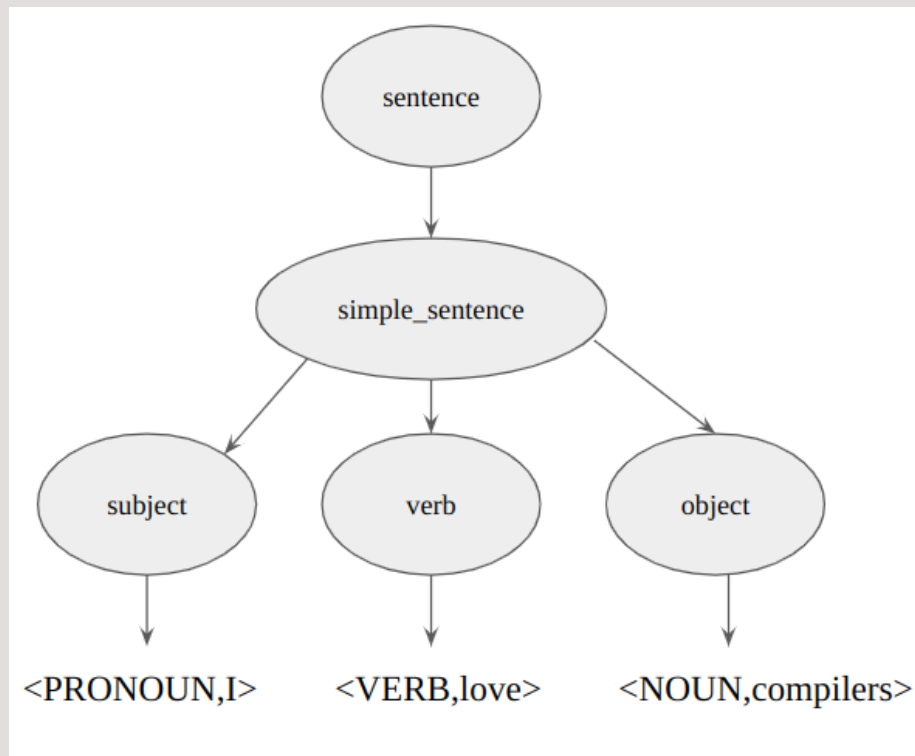 sentence
simple_sentence
subject verb object
<PRONOUN,I> <VERB,love> <NOUN,compilers>